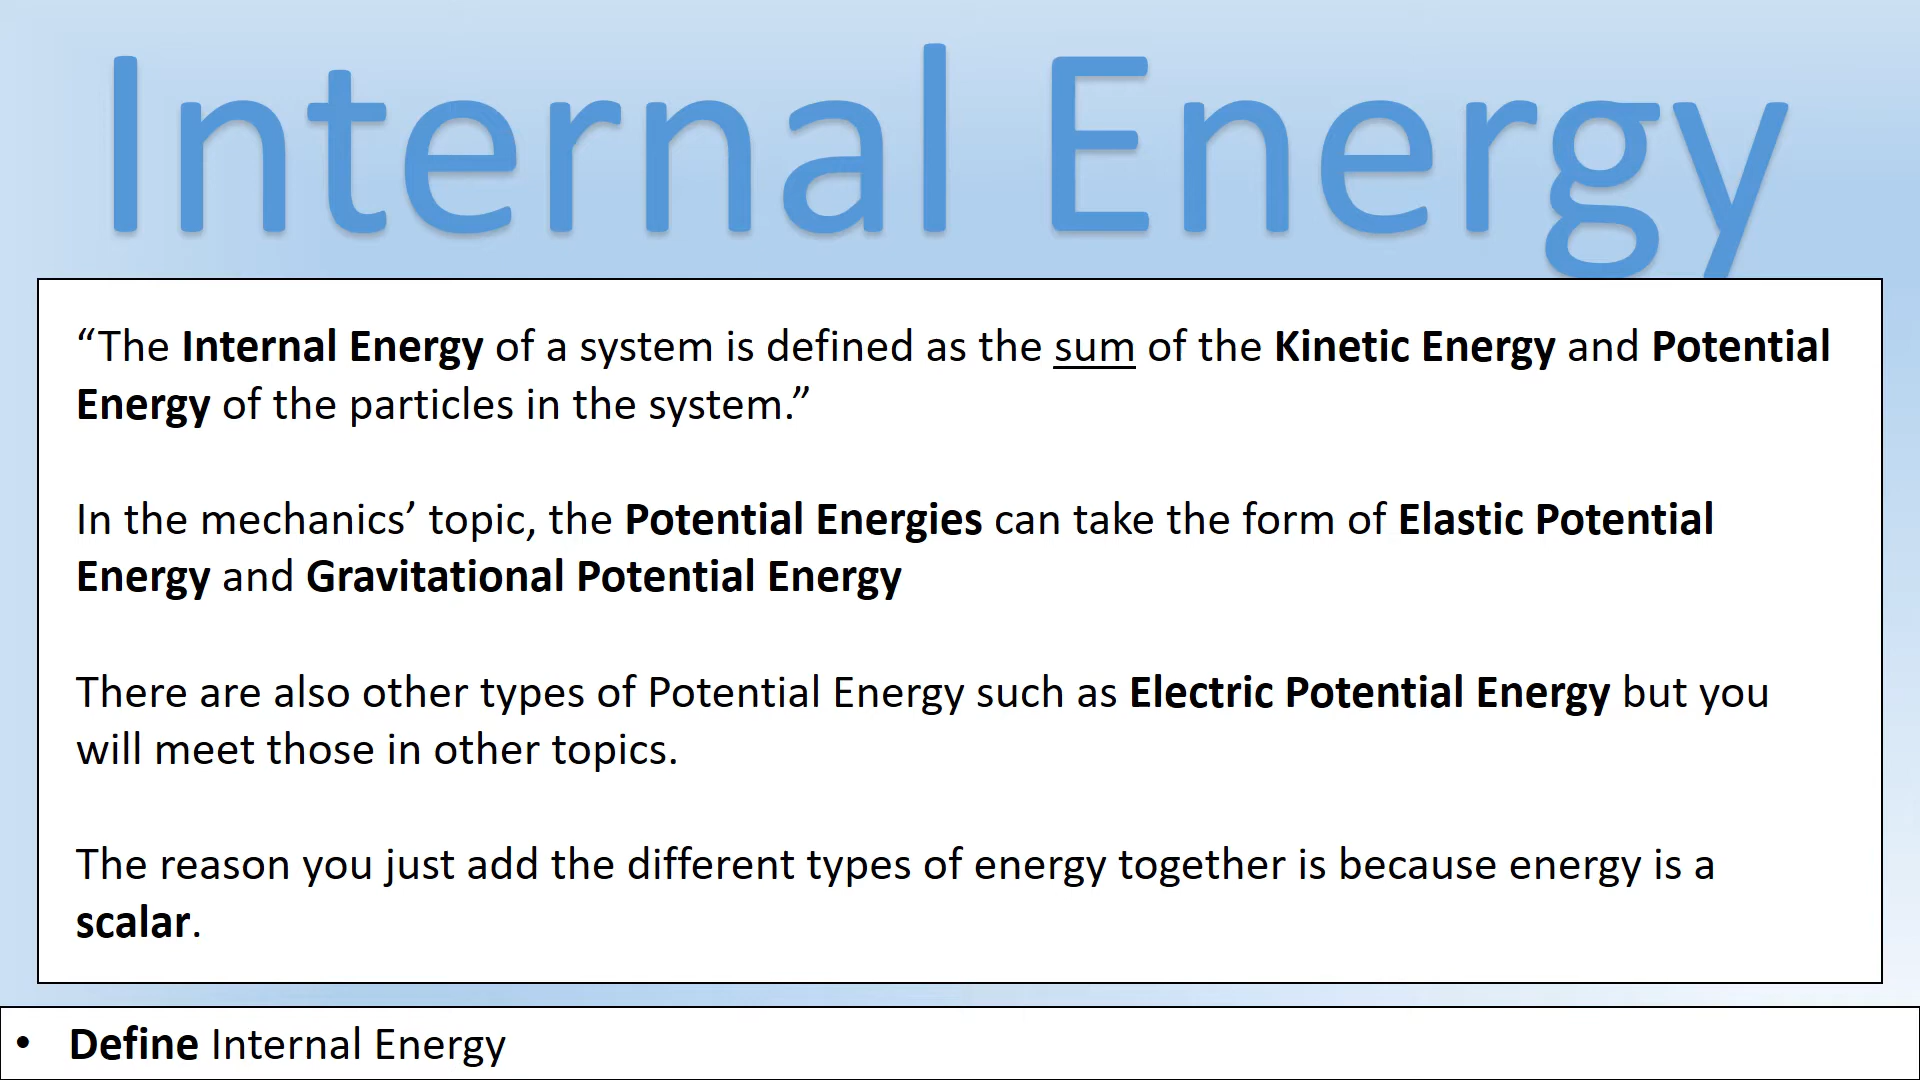 Internal Energy
“The Internal Energy of a system is defined as the sum of the Kinetic Energy and Potential
Energy of the particles in the system.”
In the mechanics’ topic, the Potential Energies can take the form of Elastic Potential
Energy and Gravitational Potential Energy
There are also other types of Potential Energy such as Electric Potential Energy but you
will meet those in other topics.
The reason you just add the different types of energy together is because energy is a
scalar.
• Define Internal Energy